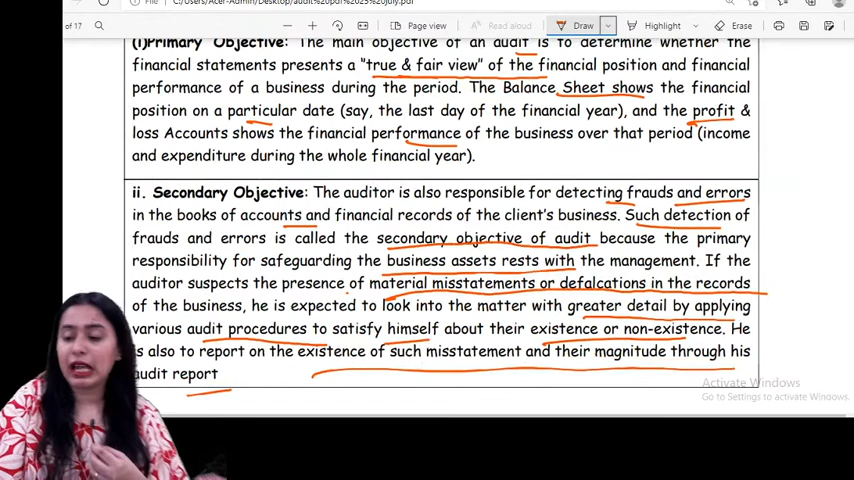 File
C:/Users/Acer-Admin/Desktop/audit%20pdf%2025%20july.pdf
of 17
Page view
Read aloud
Draw
Highlight
Erase
(i)Primary Objective: The main objective of an audit is to determine whether the
financial statements presents a "true & fair view" of the financial position and financial
performance of a business during the period. The Balance Sheet shows the financial
position on a particular date (say, the last day of the financial year), and the profit &
loss Accounts shows the financial performance of the business over that period (income
and expenditure during the whole financial year).
ii. Secondary Objective: The auditor is also responsible for detecting frauds and errors
in the books of accounts and financial records of the client's business. Such detection of
frauds and errors is called the secondary objective of audit because the primary
responsibility for safeguarding the business assets rests with the management. If the
auditor suspects the presence of material misstatements or defalcations in the records
of the business, he is expected to look into the matter with greater detail by applying
various audit procedures to satisfy himself about their existence or non-existence. He
is also to report on the existence of such misstatement and their magnitude through his
audit report
Activate Windows
Go to Settings to activate Windows.